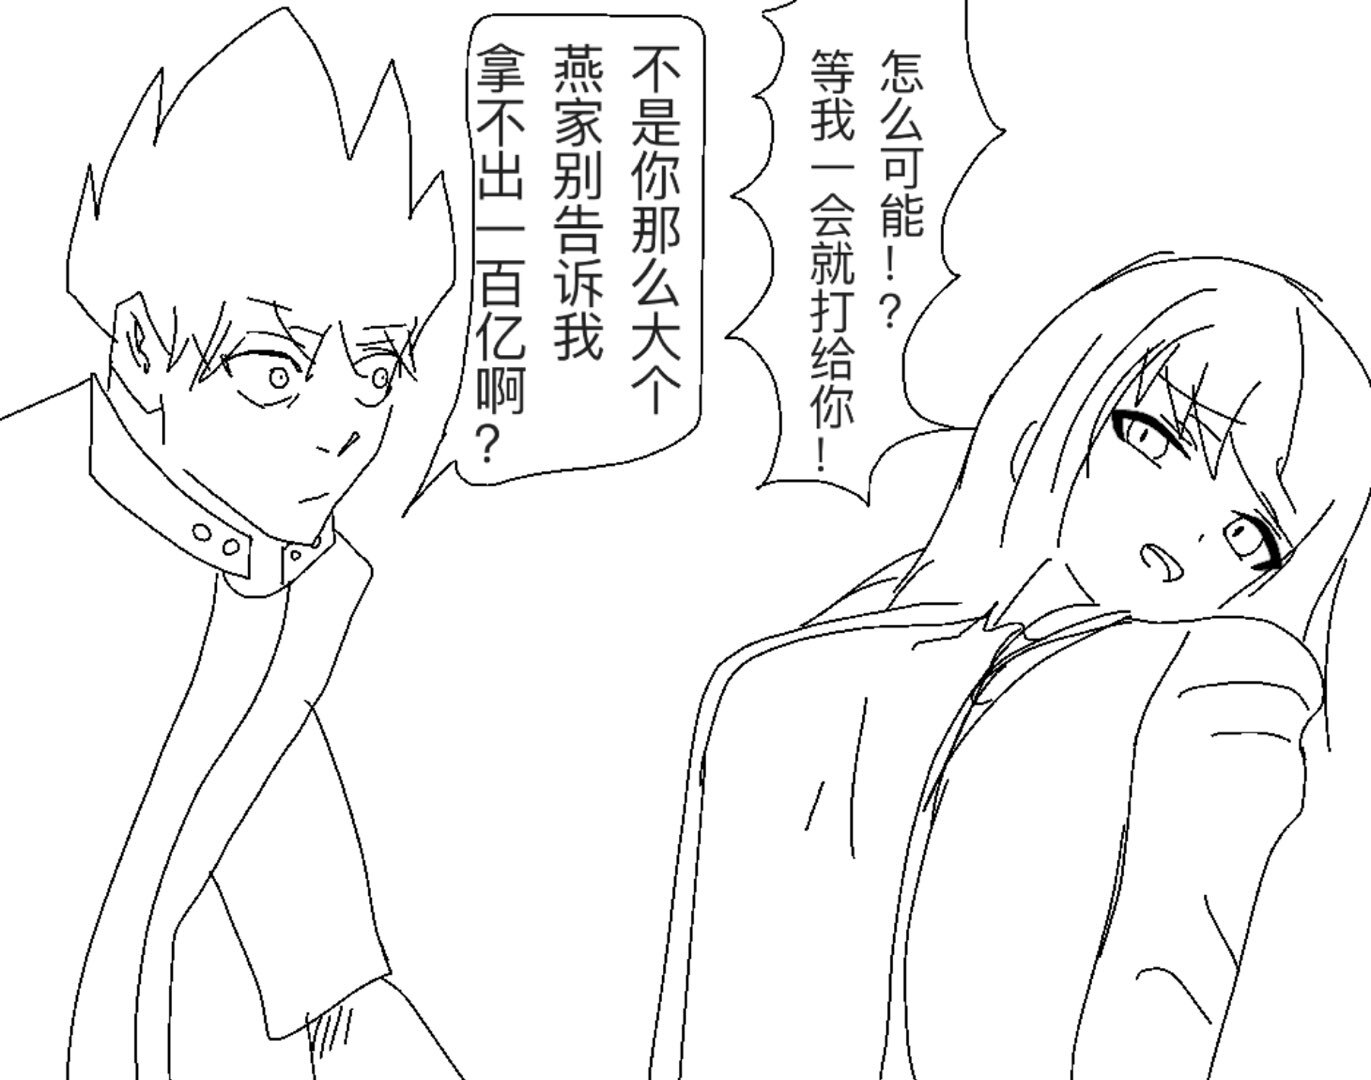 不是你那么大个
燕家别告诉我
拿不出一百亿啊？
怎么可能！？
等我一会就打给你！